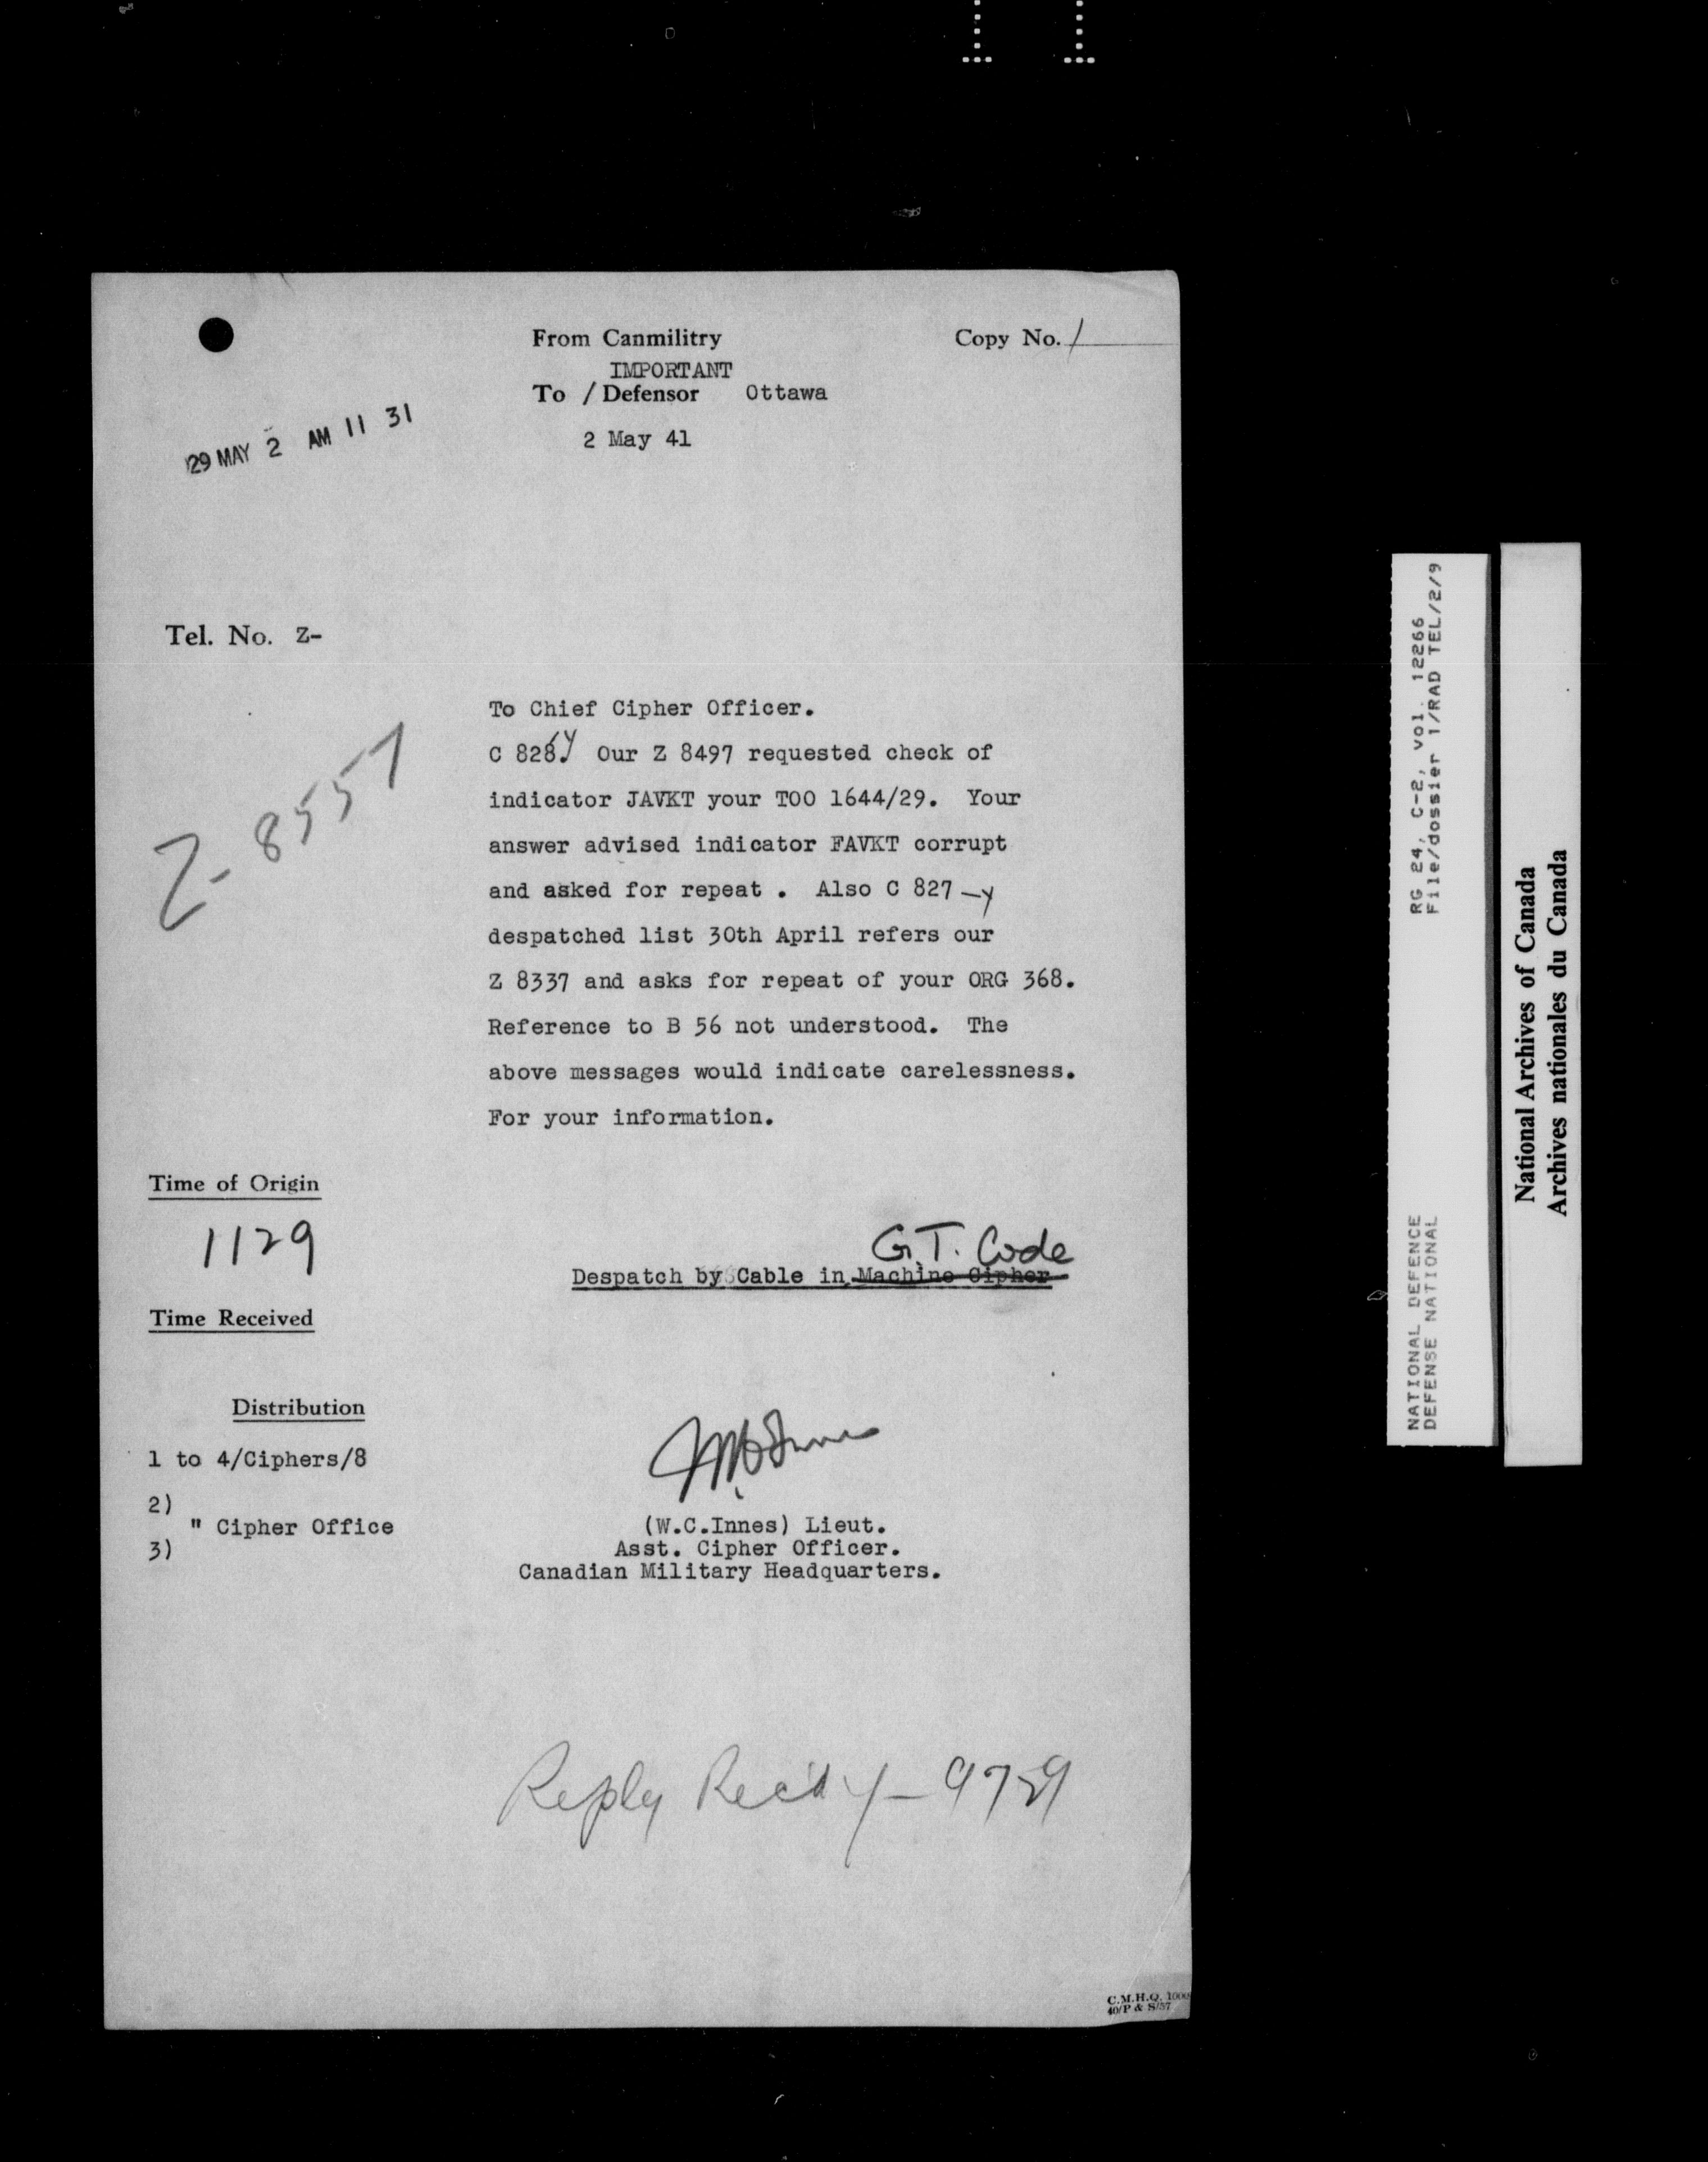 From Canmilitry
Copy No. 1
IMPORTANT
To / Defensor Ottawa
2 May 41
29 MAY 2 AM 11 31
Tel. No. Z-
Z-8557
To Chief Cipher Officer.
C 828 Y Our Z 8497 requested check of
indicator JAVKT your TOO 1644/29. Your
answer advised indicator FAVKT corrupt
and asked for repeat . Also C 827 -y
despatched list 30th April refers our
Z 8337 and asks for repeat of your ORG 368.
Reference to B 56 not understood. The
above messages would indicate carelessness.
For your information.
Time of Origin
1129
G.T. Code
Despatch by Cable in Machine Cipher
Time Received
Distribution
1 to 4/Ciphers/8
2)
" Cipher Office
3)
(W.C.Innes) Lieut.
Asst. Cipher Officer.
Canadian Military Headquarters.
Reply Rec'd Y-9729
C.M.H.Q. 
40/P & S/57
RG 24, C-2, vol. 12266
File/dossier 1/RAD TEL/2/9
NATIONAL DEFENCE
DEFENSE NATIONAL
National Archives of Canada
Archives nationales du Canada